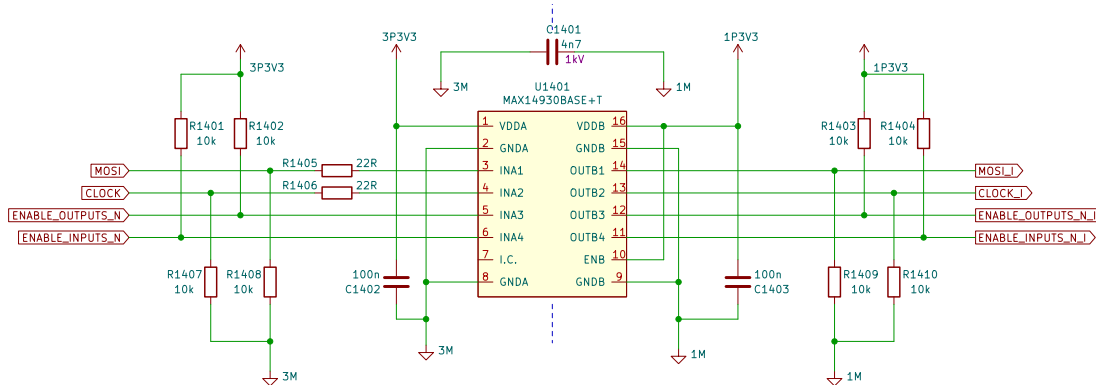 C1401
4n7
1kV
3P3V3
1P3V3
3M
1M
3P3V3
1P3V3
U1401
MAX14930BASE+T
R1401
10k
R1402
10k
R1403
10k
R1404
10k
1 VDDA VDDB 16
2 GNDA GNDB 15
MOSI R1405 22R 3 INA1 OUTB1 14 MOSI_I
CLOCK R1406 22R 4 INA2 OUTB2 13 CLOCK_I
ENABLE_OUTPUTS_N 5 INA3 OUTB3 12 ENABLE_OUTPUTS_N_I
ENABLE_INPUTS_N 6 INA4 OUTB4 11 ENABLE_INPUTS_N_I
7 I.C. ENB 10
8 GNDA GNDB 9
R1407
10k
R1408
10k
100n
C1402
100n
C1403
R1409
10k
R1410
10k
3M
1M
3M
1M